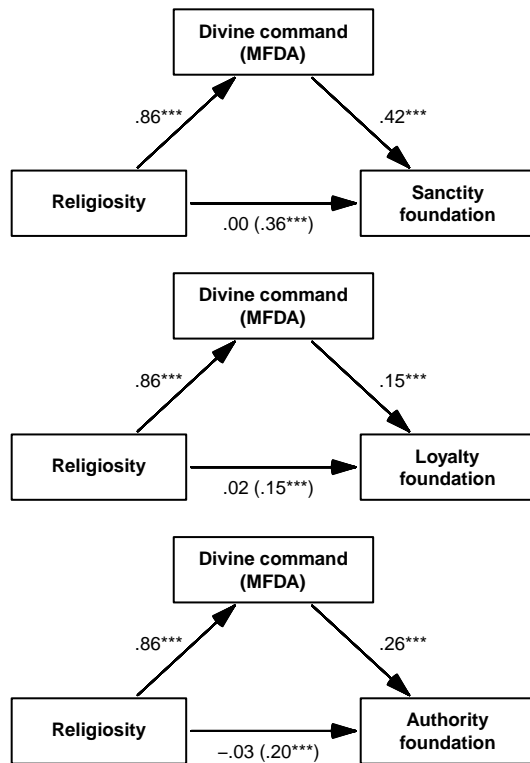 Divine command
(MFDA)
.86***
.42***
Religiosity
Sanctity
foundation
.00 (.36***)
Divine command
(MFDA)
.86***
.15***
Religiosity
Loyalty
foundation
.02 (.15***)
Divine command
(MFDA)
.86***
.26***
Religiosity
Authority
foundation
−.03 (.20***)